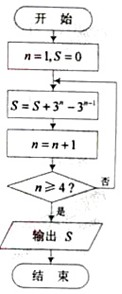 开 始
n=1,S=0
S=S+3ⁿ-3ⁿ⁻¹
n=n+1
n≥4?
否
是
输出 S
结 束